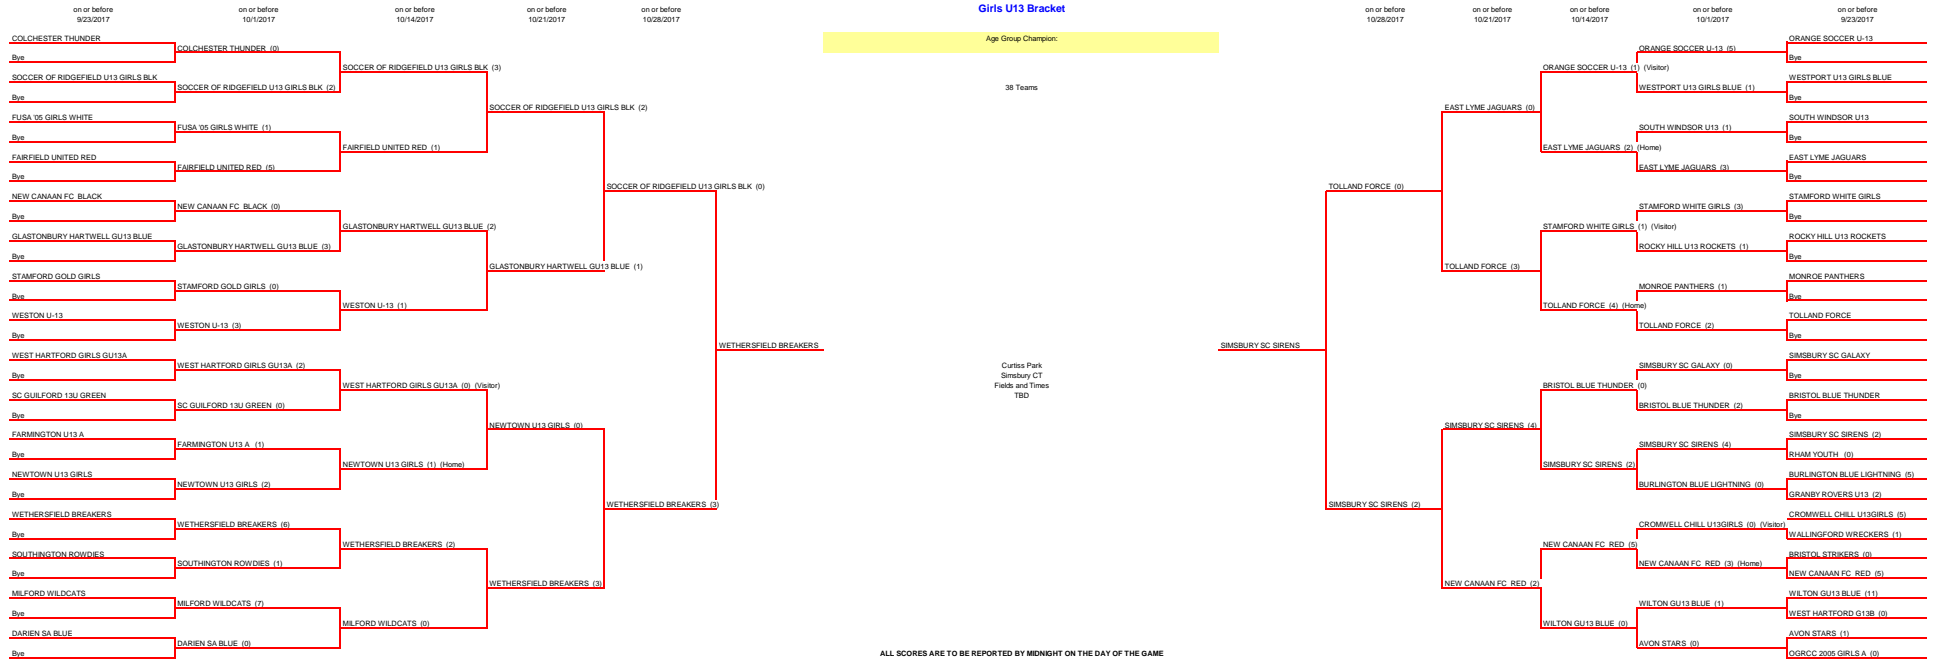 on or before
9/23/2017
on or before
10/1/2017
on or before
10/14/2017
on or before
10/21/2017
on or before
10/28/2017
Girls U13 Bracket
on or before
10/28/2017
on or before
10/21/2017
on or before
10/14/2017
on or before
10/1/2017
on or before
9/23/2017
COLCHESTER THUNDER
Bye
SOCCER OF RIDGEFIELD U13 GIRLS BLK
Bye
FUSA '05 GIRLS WHITE
Bye
FAIRFIELD UNITED RED
Bye
NEW CANAAN FC BLACK
Bye
GLASTONBURY HARTWELL GU13 BLUE
Bye
STAMFORD GOLD GIRLS
Bye
WESTON U-13
Bye
WEST HARTFORD GIRLS GU13A
Bye
SC GUILFORD 13U GREEN
Bye
FARMINGTON U13 A
Bye
NEWTOWN U13 GIRLS
Bye
WETHERSFIELD BREAKERS
Bye
SOUTHINGTON ROWDIES
Bye
MILFORD WILDCATS
Bye
DARIEN SA BLUE
Bye
COLCHESTER THUNDER (0)
SOCCER OF RIDGEFIELD U13 GIRLS BLK (2)
FUSA '05 GIRLS WHITE (1)
FAIRFIELD UNITED RED (5)
NEW CANAAN FC BLACK (0)
GLASTONBURY HARTWELL GU13 BLUE (3)
STAMFORD GOLD GIRLS (0)
WESTON U-13 (3)
WEST HARTFORD GIRLS GU13A (2)
SC GUILFORD 13U GREEN (0)
FARMINGTON U13 A (1)
NEWTOWN U13 GIRLS (2)
WETHERSFIELD BREAKERS (6)
SOUTHINGTON ROWDIES (1)
MILFORD WILDCATS (7)
DARIEN SA BLUE (0)
SOCCER OF RIDGEFIELD U13 GIRLS BLK (3)
FAIRFIELD UNITED RED (1)
GLASTONBURY HARTWELL GU13 BLUE (2)
WESTON U-13 (1)
WEST HARTFORD GIRLS GU13A (0) (Visitor)
NEWTOWN U13 GIRLS (1) (Home)
WETHERSFIELD BREAKERS (2)
MILFORD WILDCATS (0)
SOCCER OF RIDGEFIELD U13 GIRLS BLK (2)
GLASTONBURY HARTWELL GU13 BLUE (1)
NEWTOWN U13 GIRLS (0)
WETHERSFIELD BREAKERS (3)
SOCCER OF RIDGEFIELD U13 GIRLS BLK (0)
WETHERSFIELD BREAKERS (3)
WETHERSFIELD BREAKERS
Age Group Champion:
38 Teams
Curtiss Park
Simsbury CT
Fields and Times
TBD
ALL SCORES ARE TO BE REPORTED BY MIDNIGHT ON THE DAY OF THE GAME
SIMSBURY SC SIRENS
TOLLAND FORCE (0)
SIMSBURY SC SIRENS (2)
EAST LYME JAGUARS (0)
TOLLAND FORCE (3)
SIMSBURY SC SIRENS (4)
NEW CANAAN FC RED (2)
ORANGE SOCCER U-13 (1) (Visitor)
EAST LYME JAGUARS (2) (Home)
STAMFORD WHITE GIRLS (1) (Visitor)
TOLLAND FORCE (4) (Home)
BRISTOL BLUE THUNDER (0)
SIMSBURY SC SIRENS (2)
NEW CANAAN FC RED (5)
WILTON GU13 BLUE (0)
ORANGE SOCCER U-13 (5)
WESTPORT U13 GIRLS BLUE (1)
SOUTH WINDSOR U13 (1)
EAST LYME JAGUARS (3)
STAMFORD WHITE GIRLS (3)
ROCKY HILL U13 ROCKETS (1)
MONROE PANTHERS (1)
TOLLAND FORCE (2)
SIMSBURY SC GALAXY (0)
BRISTOL BLUE THUNDER (2)
SIMSBURY SC SIRENS (4)
BURLINGTON BLUE LIGHTNING (0)
CROMWELL CHILL U13GIRLS (0) (Visitor)
NEW CANAAN FC RED (3) (Home)
WILTON GU13 BLUE (1)
AVON STARS (0)
ORANGE SOCCER U-13
Bye
WESTPORT U13 GIRLS BLUE
Bye
SOUTH WINDSOR U13
Bye
EAST LYME JAGUARS
Bye
STAMFORD WHITE GIRLS
Bye
ROCKY HILL U13 ROCKETS
Bye
MONROE PANTHERS
Bye
TOLLAND FORCE
Bye
SIMSBURY SC GALAXY
Bye
BRISTOL BLUE THUNDER
Bye
SIMSBURY SC SIRENS (2)
RHAM YOUTH (0)
BURLINGTON BLUE LIGHTNING (5)
GRANBY ROVERS U13 (2)
CROMWELL CHILL U13GIRLS (5)
WALLINGFORD WRECKERS (1)
BRISTOL STRIKERS (0)
NEW CANAAN FC RED (5)
WILTON GU13 BLUE (11)
WEST HARTFORD G13B (0)
AVON STARS (1)
OGRCC 2005 GIRLS A (0)